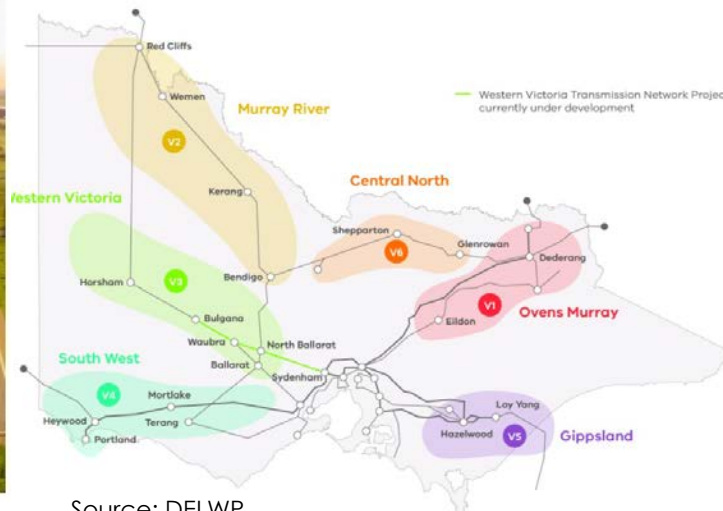 Red Cliffs
Wemen
Murray River
Western Victoria Transmission Network Projec
currently under development
V2
Kerang
Central North
estern Victoria
Shepparton
Glenrowan
V6
Dederang
Horsham
V3
Bendigo
V1
Ovens Murray
Eildon
Bulgana
Waubra
North Ballarat
South West
Ballarat
Sydenham
V4
Mortlake
Heywood
Terang
Portland
Loy Yang
Hazelwood
V5
Gippsland
Source: DELWP